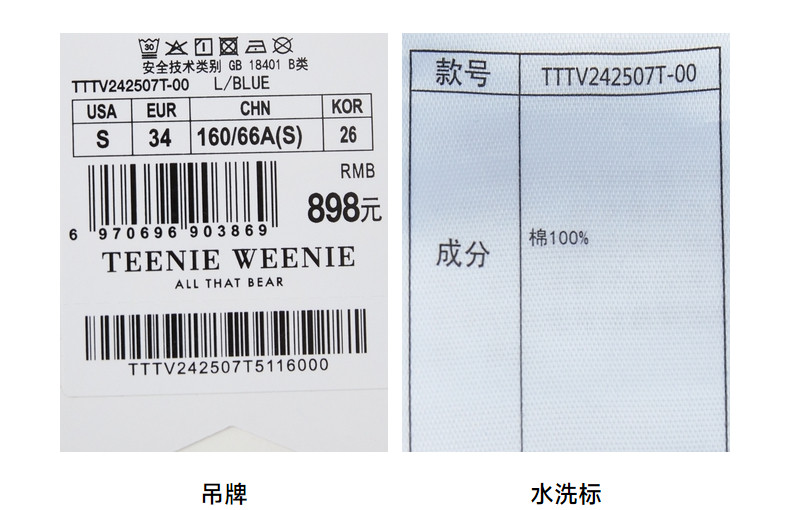 30
安全技术类别 GB 18401 B类
TTTV242507T-00 L/BLUE
USA EUR CHN KOR
S 34 160/66A(S) 26
RMB
898元
6 970696 903869
TEENIE WEENIE
ALL THAT BEAR
TTTV242507T5116000
吊牌
款号 TTTV242507T-00
成分 棉100%
水洗标